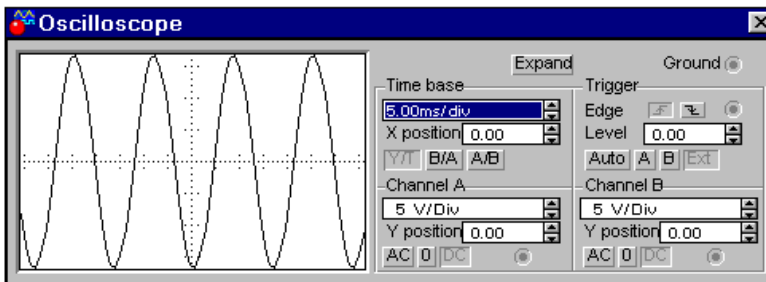 Oscilloscope
Expand Ground
Time base
5.00ms/div
X position 0.00
Y/T B/A A/B
Trigger
Edge
Level 0.00
Auto A B Ext
Channel A
5 V/Div
Y position 0.00
AC 0 DC
Channel B
5 V/Div
Y position 0.00
AC 0 DC